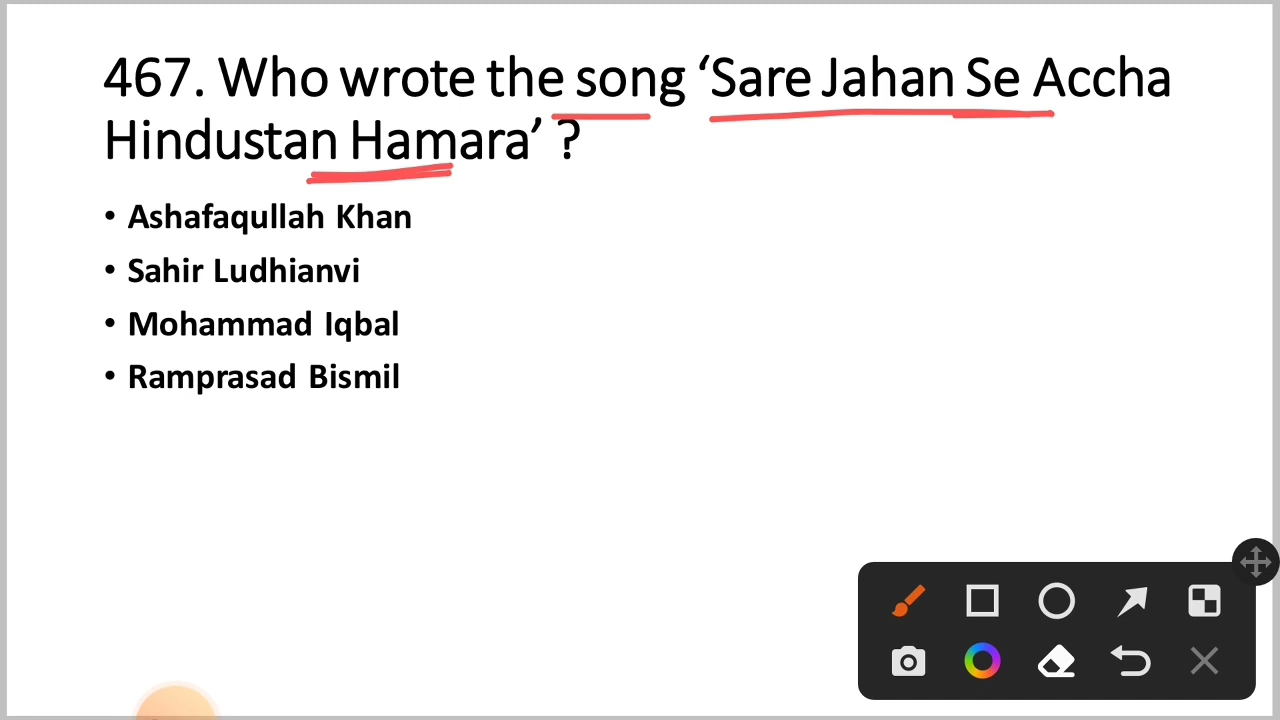 467. Who wrote the song ‘Sare Jahan Se Accha
Hindustan Hamara’ ?
• Ashafaqullah Khan
• Sahir Ludhianvi
• Mohammad Iqbal
• Ramprasad Bismil